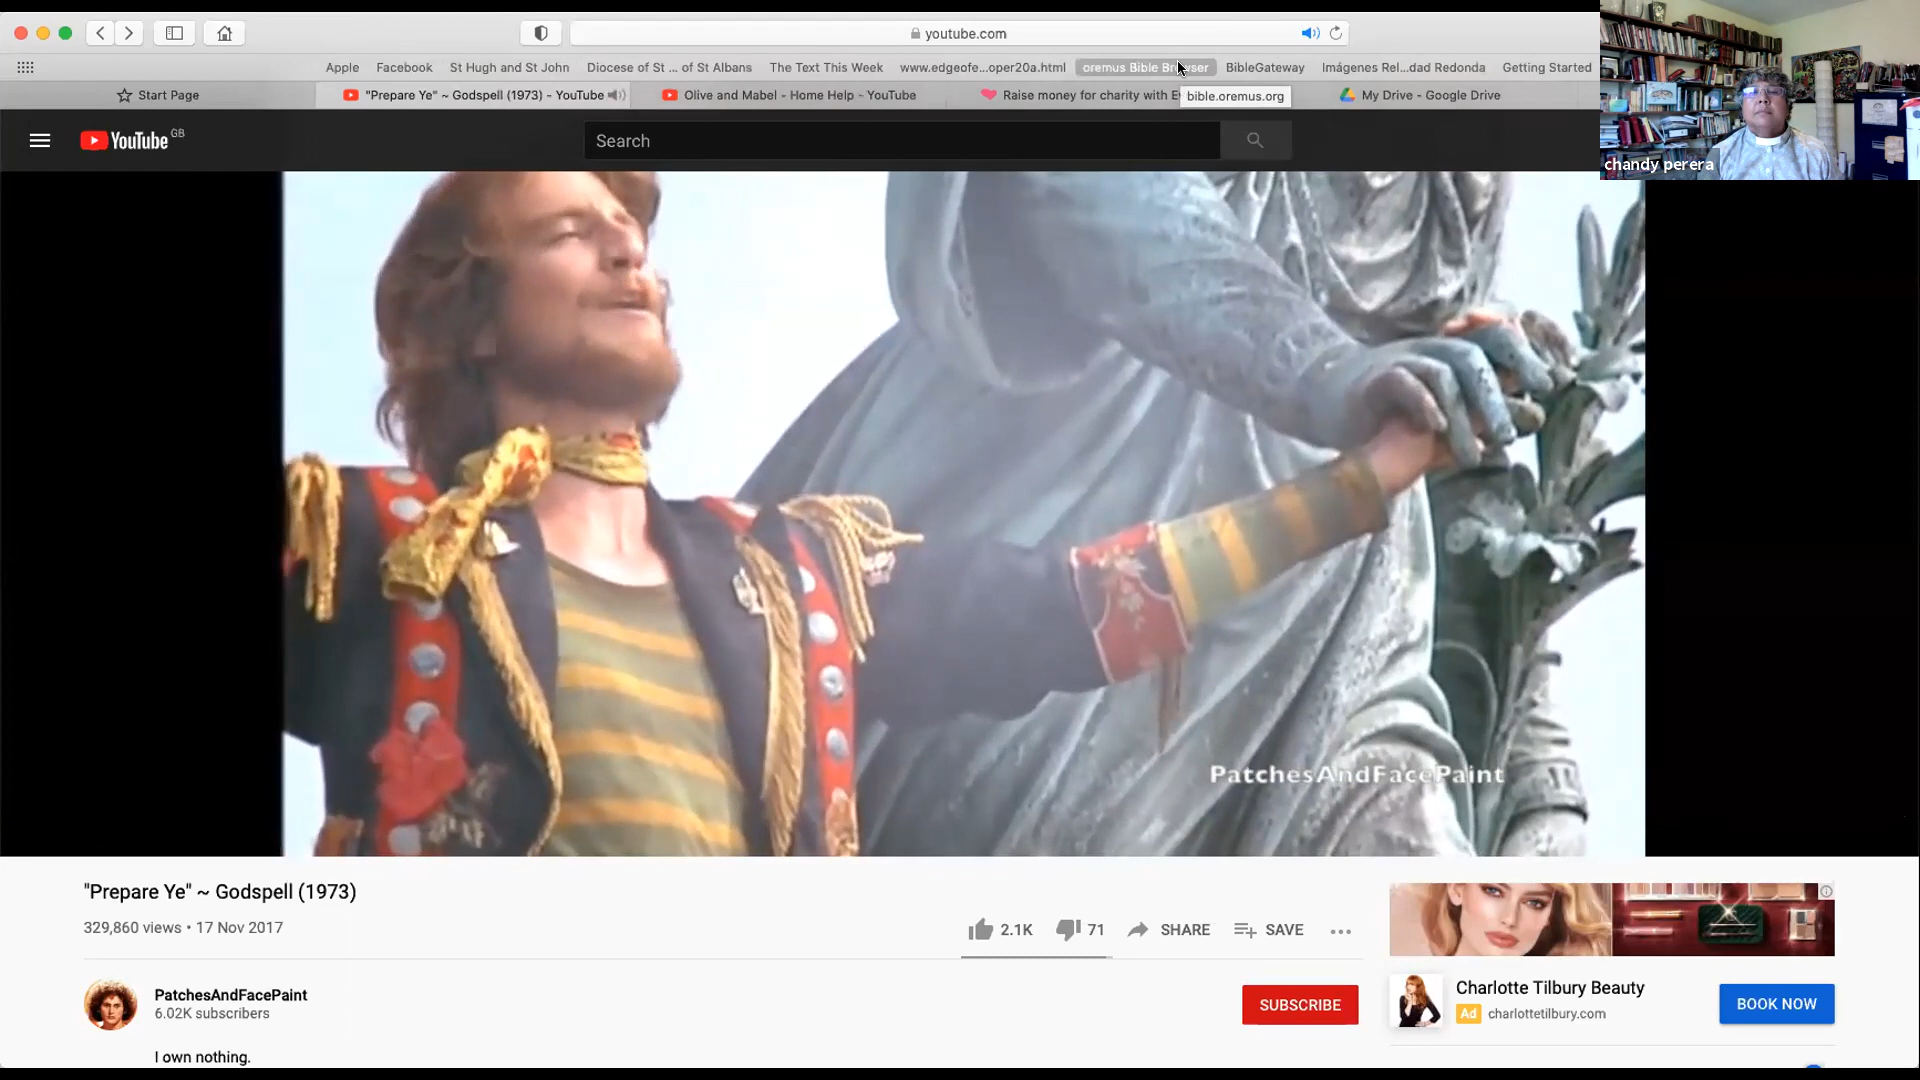 youtube.com
Apple
Facebook
St Hugh and St John
Diocese of St ... of St Albans
The Text This Week
www.edgeofe...oper20a.html
oremus Bible Browser
BibleGateway
Imágenes Rel...dad Redonda
Getting Started
Start Page
"Prepare Ye" ~ Godspell (1973) - YouTube
Olive and Mabel - Home Help - YouTube
Raise money for charity with E
bible.oremus.org
My Drive - Google Drive
YouTube GB
Search
chandy perera
PatchesAndFacePaint
"Prepare Ye" ~ Godspell (1973)
329,860 views • 17 Nov 2017
2.1K
71
SHARE
SAVE
PatchesAndFacePaint
6.02K subscribers
SUBSCRIBE
I own nothing.
Charlotte Tilbury Beauty
Ad charlottetilbury.com
BOOK NOW